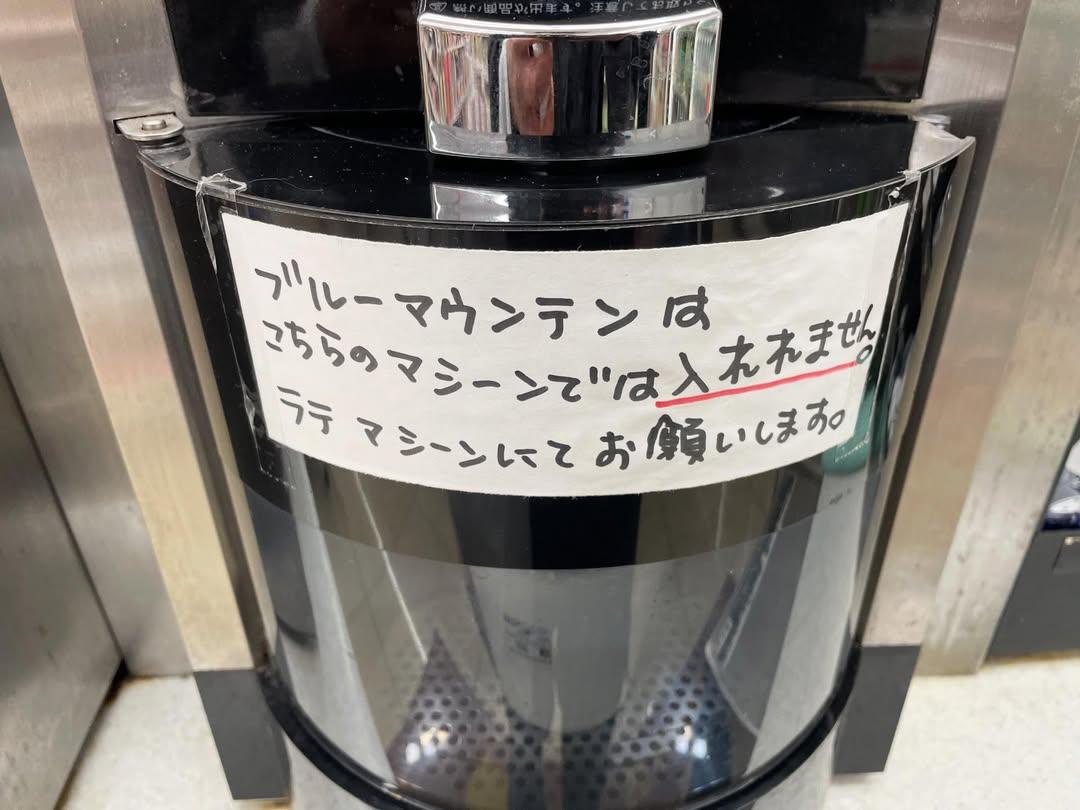 ブルーマウンテンは
こちらのマシーンでは入れれません。
ラテマシーンにてお願いします。